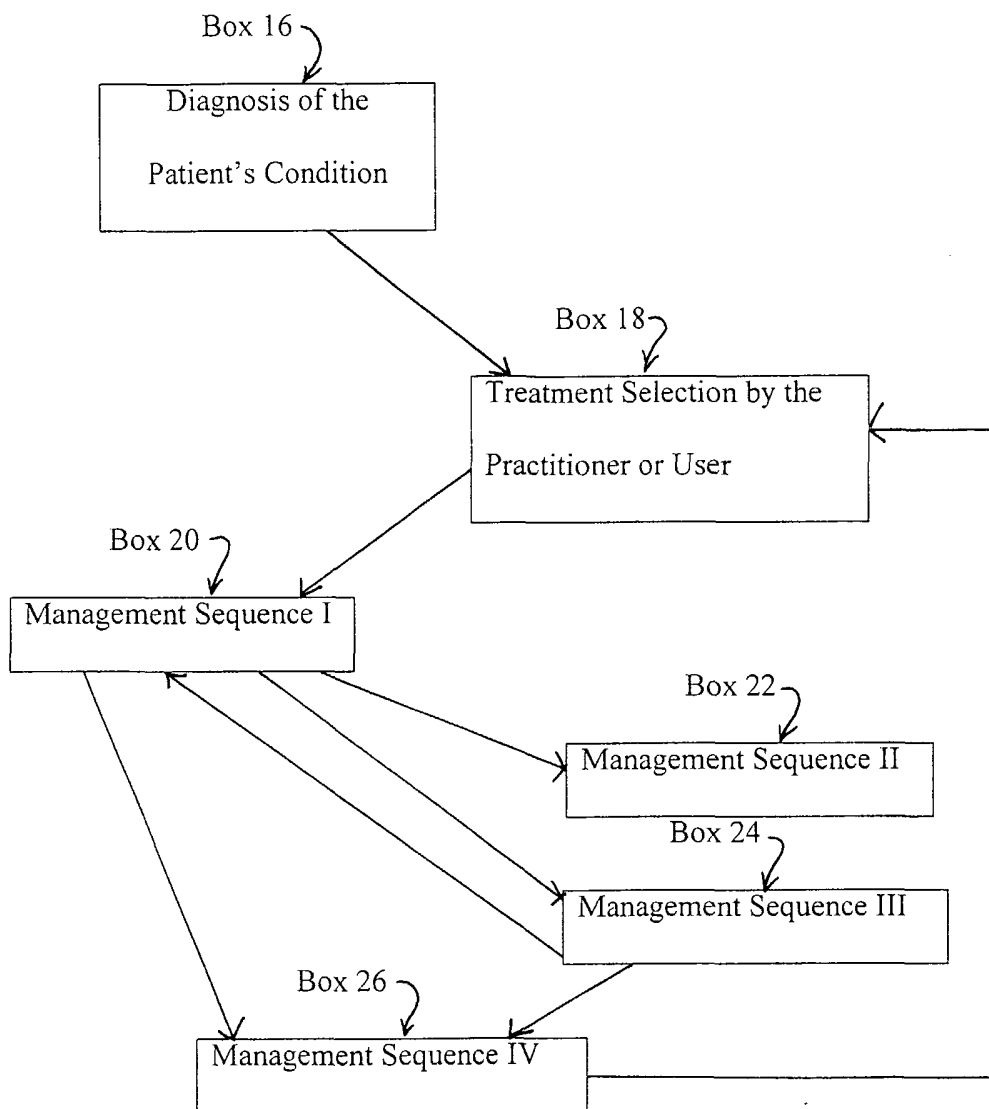 Box 16
Diagnosis of the
Patient's Condition
Box 18
Treatment Selection by the
Practitioner or User
Box 20
Management Sequence I
Box 22
Management Sequence II
Box 24
Management Sequence III
Box 26
Management Sequence IV